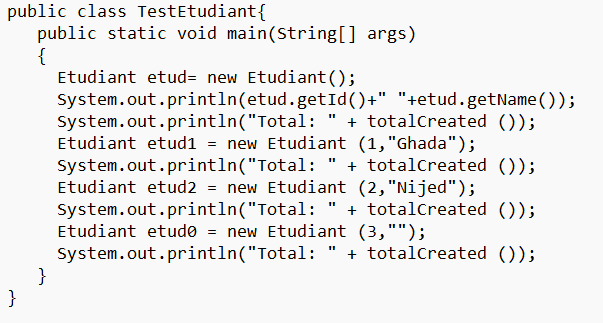 public class TestEtudiant{
public static void main(String[] args)
{
Etudiant etud= new Etudiant();
System.out.println(etud.getId()+" "+etud.getName());
System.out.println("Total: " + totalCreated ());
Etudiant etud1 = new Etudiant (1,"Ghada");
System.out.println("Total: " + totalCreated ());
Etudiant etud2 = new Etudiant (2,"Nijed");
System.out.println("Total: " + totalCreated ());
Etudiant etud0 = new Etudiant (3,"");
System.out.println("Total: " + totalCreated ());
}
}